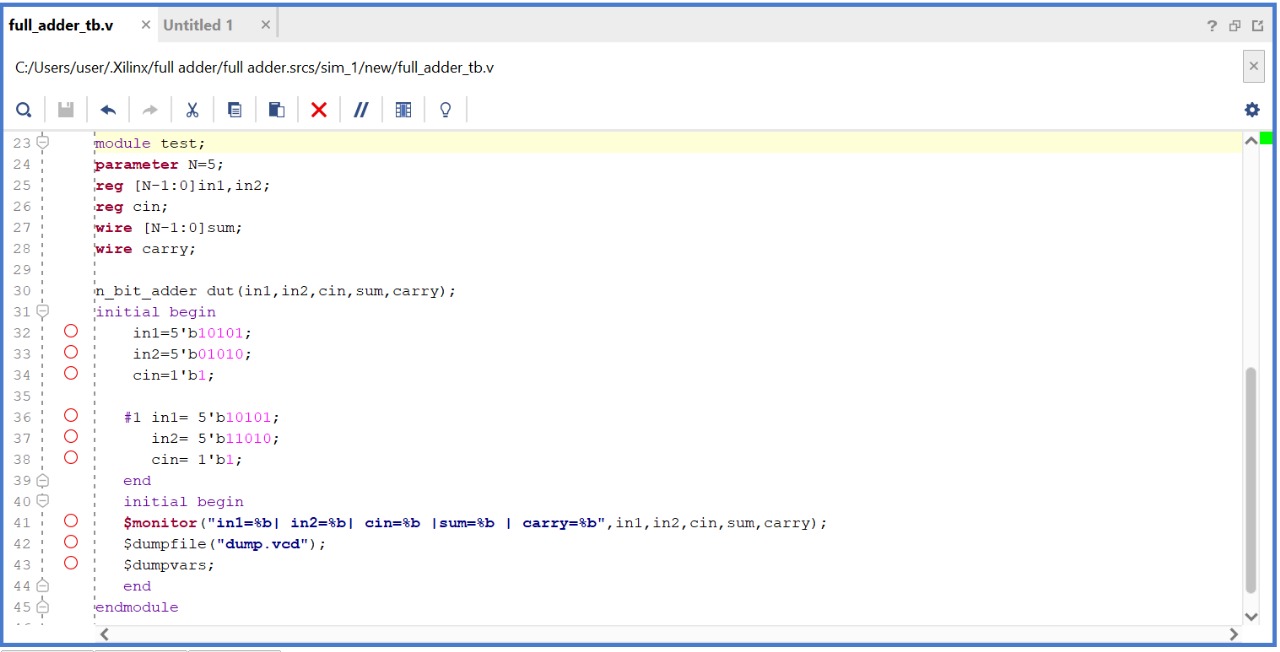 full_adder_tb.v × Untitled 1 × ?
C:/Users/user/.Xilinx/full adder/full adder.srcs/sim_1/new/full_adder_tb.v ×
23 module test;
24 parameter N=5;
25 reg [N-1:0]in1,in2;
26 reg cin;
27 wire [N-1:0]sum;
28 wire carry;
29
30 n_bit_adder dut(in1,in2,cin,sum,carry);
31 initial begin
32 in1=5'b10101;
33 in2=5'b01010;
34 cin=1'b1;
35
36 #1 in1= 5'b10101;
37 in2= 5'b11010;
38 cin= 1'b1;
39 end
40 initial begin
41 $monitor("in1=%b| in2=%b| cin=%b |sum=%b | carry=%b",in1,in2,cin,sum,carry);
42 $dumpfile("dump.vcd");
43 $dumpvars;
44 end
45 endmodule